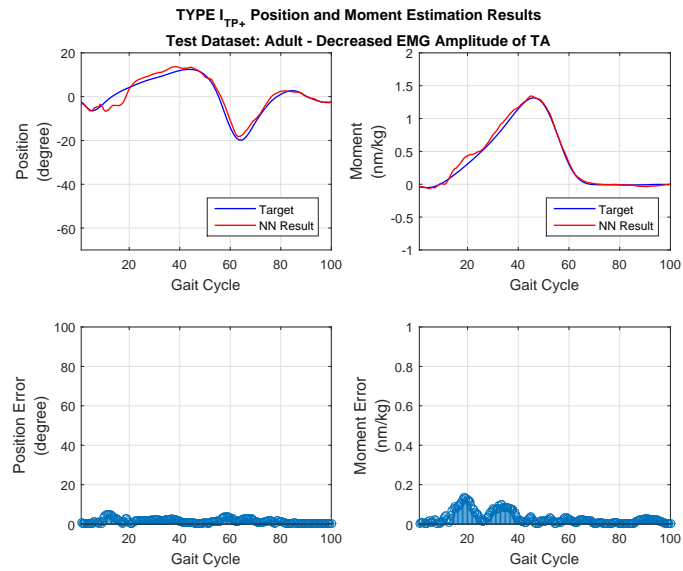 TYPE I_TP+ Position and Moment Estimation Results
Test Dataset: Adult - Decreased EMG Amplitude of TA
20
0
-20
-40
-60
Position
(degree)
Target
NN Result
20 40 60 80 100
Gait Cycle
2
1.5
1
0.5
0
-0.5
-1
Moment
(nm/kg)
Target
NN Result
20 40 60 80 100
Gait Cycle
100
80
60
40
20
0
Position Error
(degree)
20 40 60 80 100
Gait Cycle
1
0.8
0.6
0.4
0.2
0
Moment Error
(nm/kg)
20 40 60 80 100
Gait Cycle